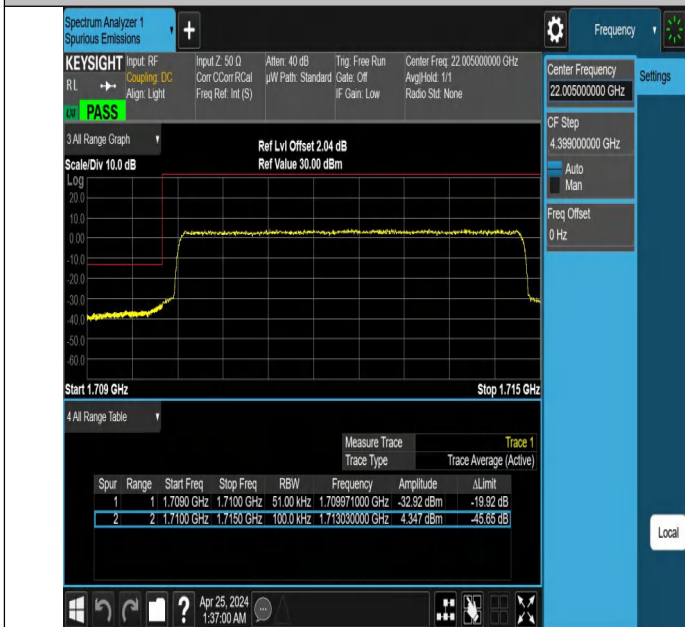 Spectrum Analyzer 1
Spurious Emissions
+
Frequency
KEYSIGHT
RL
Input: RF
Coupling: DC
Align: Light
Input Z: 50 Ω
Corr CCorr RCal
Freq Ref: Int (S)
Atten: 40 dB
µW Path: Standard
Trig: Free Run
Gate: Off
IF Gain: Low
Center Freq: 22.005000000 GHz
Avg|Hold: 1/1
Radio Std: None
PASS
Center Frequency
22.005000000 GHz
Settings
CF Step
4.399000000 GHz
Auto
Man
Freq Offset
0 Hz
3 All Range Graph
Scale/Div 10.0 dB
Ref Lvl Offset 2.04 dB
Ref Value 30.00 dBm
Log
20.0
10.0
0.00
-10.0
-20.0
-30.0
-40.0
-50.0
-60.0
Start 1.709 GHz
Stop 1.715 GHz
4 All Range Table
Measure Trace Trace 1
Trace Type Trace Average (Active)
Spur Range Start Freq Stop Freq RBW Frequency Amplitude ΔLimit
1 1 1.7090 GHz 1.7100 GHz 51.00 kHz 1.709971000 GHz -32.92 dBm -19.92 dB
2 2 1.7100 GHz 1.7150 GHz 100.0 kHz 1.713030000 GHz 4.347 dBm -45.65 dB
Local
?
Apr 25, 2024
1:37:00 AM